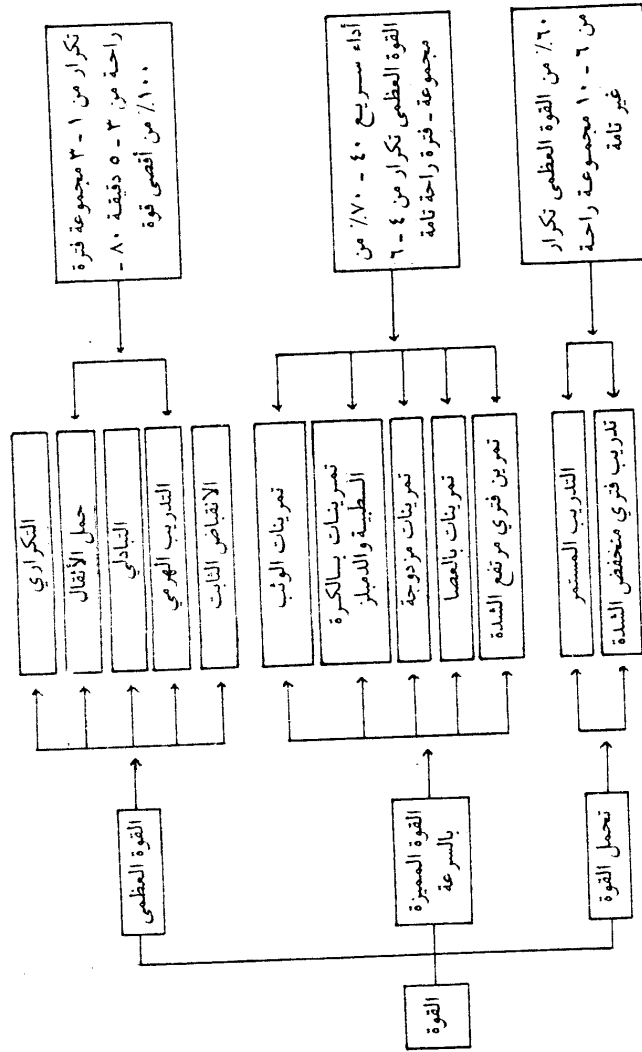 القوة
القوة العظمى
القوة المميزة
بالسرعة
تحمل القوة
التكراري
حمل الأثقال
التبادلي
التدريب الهرمي
الانقباض الثابت
تمرينات الوثب
تمرينات بالكرة
الطبية والدمبلز
تمرينات مزدوجة
تمرينات بالعصا
تمرين فتري مرتفع الشدة
التدريب المستمر
تدريب فتري منخفض الشدة
تكرار من ١ - ٣ مجموعة فترة
راحة من ٣ - ٥ دقيقة ٨٠ -
١٠٠٪ من أقصى قوة
أداء سريع ٤٠ - ٧٠٪ من
القوة العظمى تكرار من ٤ - ٦
مجموعة - فترة راحة تامة
٦٠٪ من القوة العظمى تكرار
من ٦ - ١٠ مجموعة راحة
غير تامة